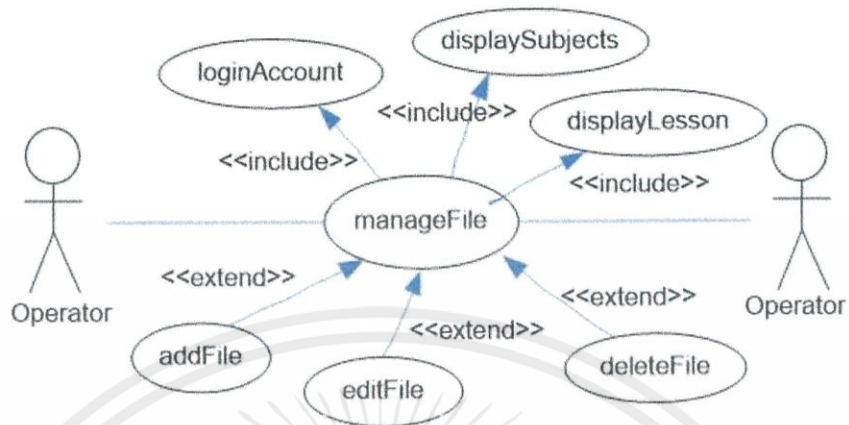 displaySubjects
loginAccount
<<include>>
displayLesson
<<include>>
<<include>>
manageFile
<<extend>>
<<extend>>
Operator
Operator
<<extend>>
addFile
deleteFile
editFile